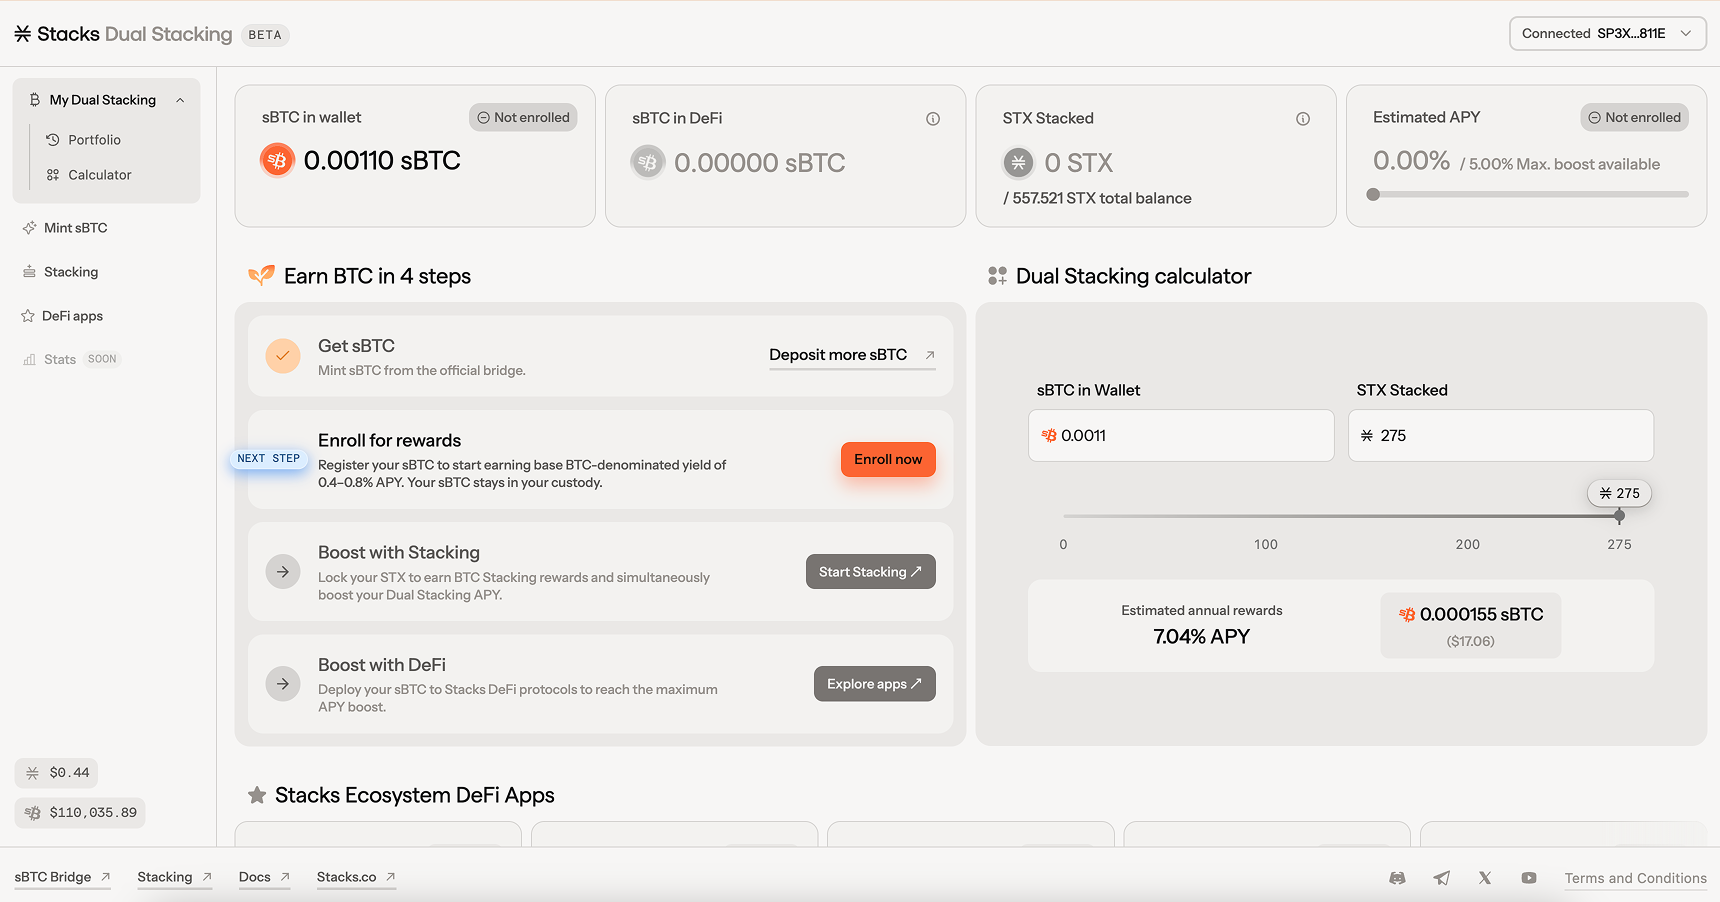 Stacks Dual Stacking BETA
Connected SP3X...811E
My Dual Stacking
Portfolio
Calculator
Mint sBTC
Stacking
DeFi apps
Stats SOON
$0.44
$110,035.89
sBTC in wallet
Not enrolled
0.00110 sBTC
sBTC in DeFi
0.00000 sBTC
STX Stacked
0 STX
/ 557.521 STX total balance
Estimated APY
Not enrolled
0.00% / 5.00% Max. boost available
Earn BTC in 4 steps
Get sBTC
Mint sBTC from the official bridge.
Deposit more sBTC
NEXT STEP
Enroll for rewards
Register your sBTC to start earning base BTC-denominated yield of
0.4–0.8% APY. Your sBTC stays in your custody.
Enroll now
Boost with Stacking
Lock your STX to earn BTC Stacking rewards and simultaneously
boost your Dual Stacking APY.
Start Stacking
Boost with DeFi
Deploy your sBTC to Stacks DeFi protocols to reach the maximum
APY boost.
Explore apps
Dual Stacking calculator
sBTC in Wallet
0.0011
STX Stacked
275
275
0 100 200 275
Estimated annual rewards
7.04% APY
0.000155 sBTC
($17.06)
Stacks Ecosystem DeFi Apps
sBTC Bridge
Stacking
Docs
Stacks.co
Terms and Conditions